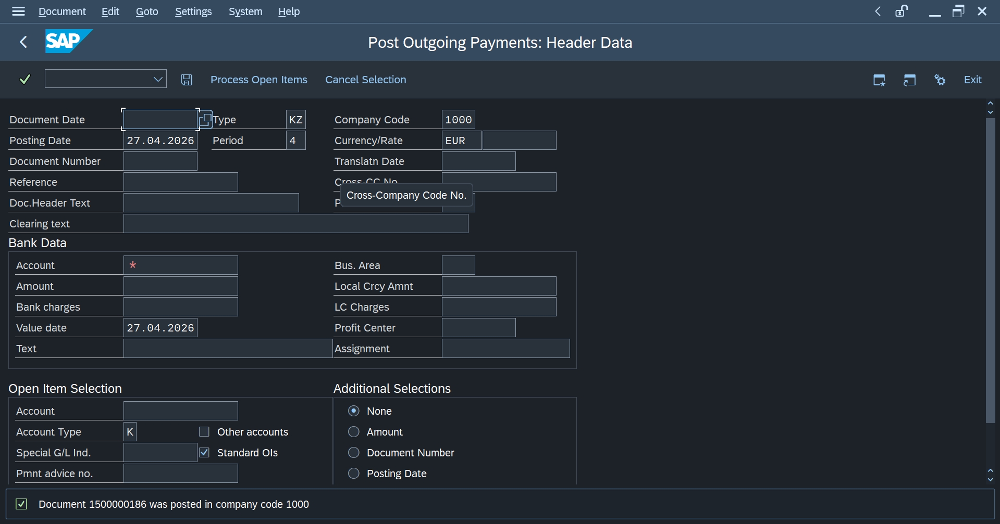 Document Edit Goto Settings System Help
SAP
Post Outgoing Payments: Header Data
Process Open Items Cancel Selection Exit
Document Date Type KZ Company Code 1000
Posting Date 27.04.2026 Period 4 Currency/Rate EUR
Document Number Translatn Date
Reference Cross-CC No.
Cross-Company Code No.
Doc.Header Text
Clearing text
Bank Data
Account * Bus. Area
Amount Local Crcy Amnt
Bank charges LC Charges
Value date 27.04.2026 Profit Center
Text Assignment
Open Item Selection Additional Selections
Account None
Account Type K Other accounts Amount
Special G/L Ind. Standard OIs Document Number
Pmnt advice no. Posting Date
Document 1500000186 was posted in company code 1000